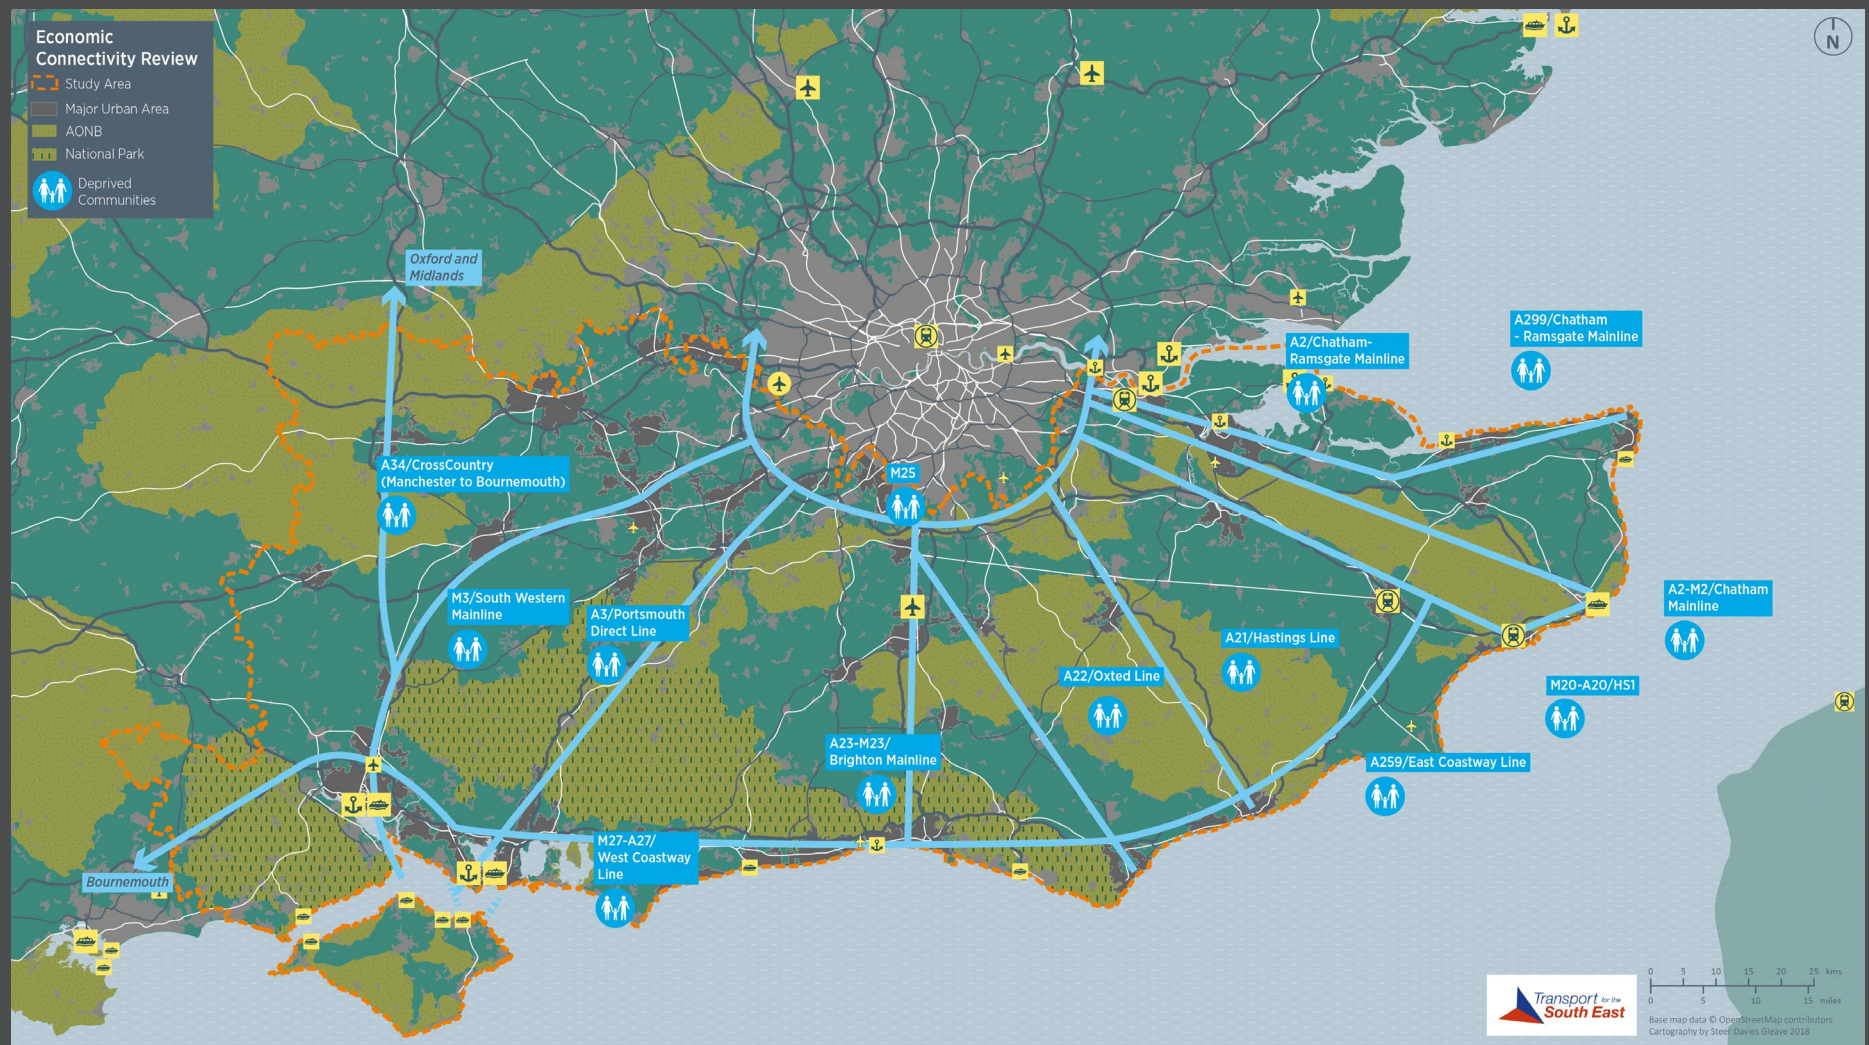 Economic
Connectivity Review
Study Area
Major Urban Area
AONB
National Park
Deprived
Communities
N
Oxford and
Midlands
A299/Chatham
- Ramsgate Mainline
A2/Chatham-
Ramsgate Mainline
A34/CrossCountry
(Manchester to Bournemouth)
M25
M3/South Western
Mainline
A3/Portsmouth
Direct Line
A2-M2/Chatham
Mainline
A21/Hastings Line
A22/Oxted Line
M20-A20/HS1
A23-M23/
Brighton Mainline
A259/East Coastway Line
M27-A27/
West Coastway
Line
Bournemouth
Transport for the
South East
0 5 10 15 20 25 kms
0 5 10 15 miles
Base map data © OpenStreetMap contributors
Cartography by Steer Davies Gleave 2018